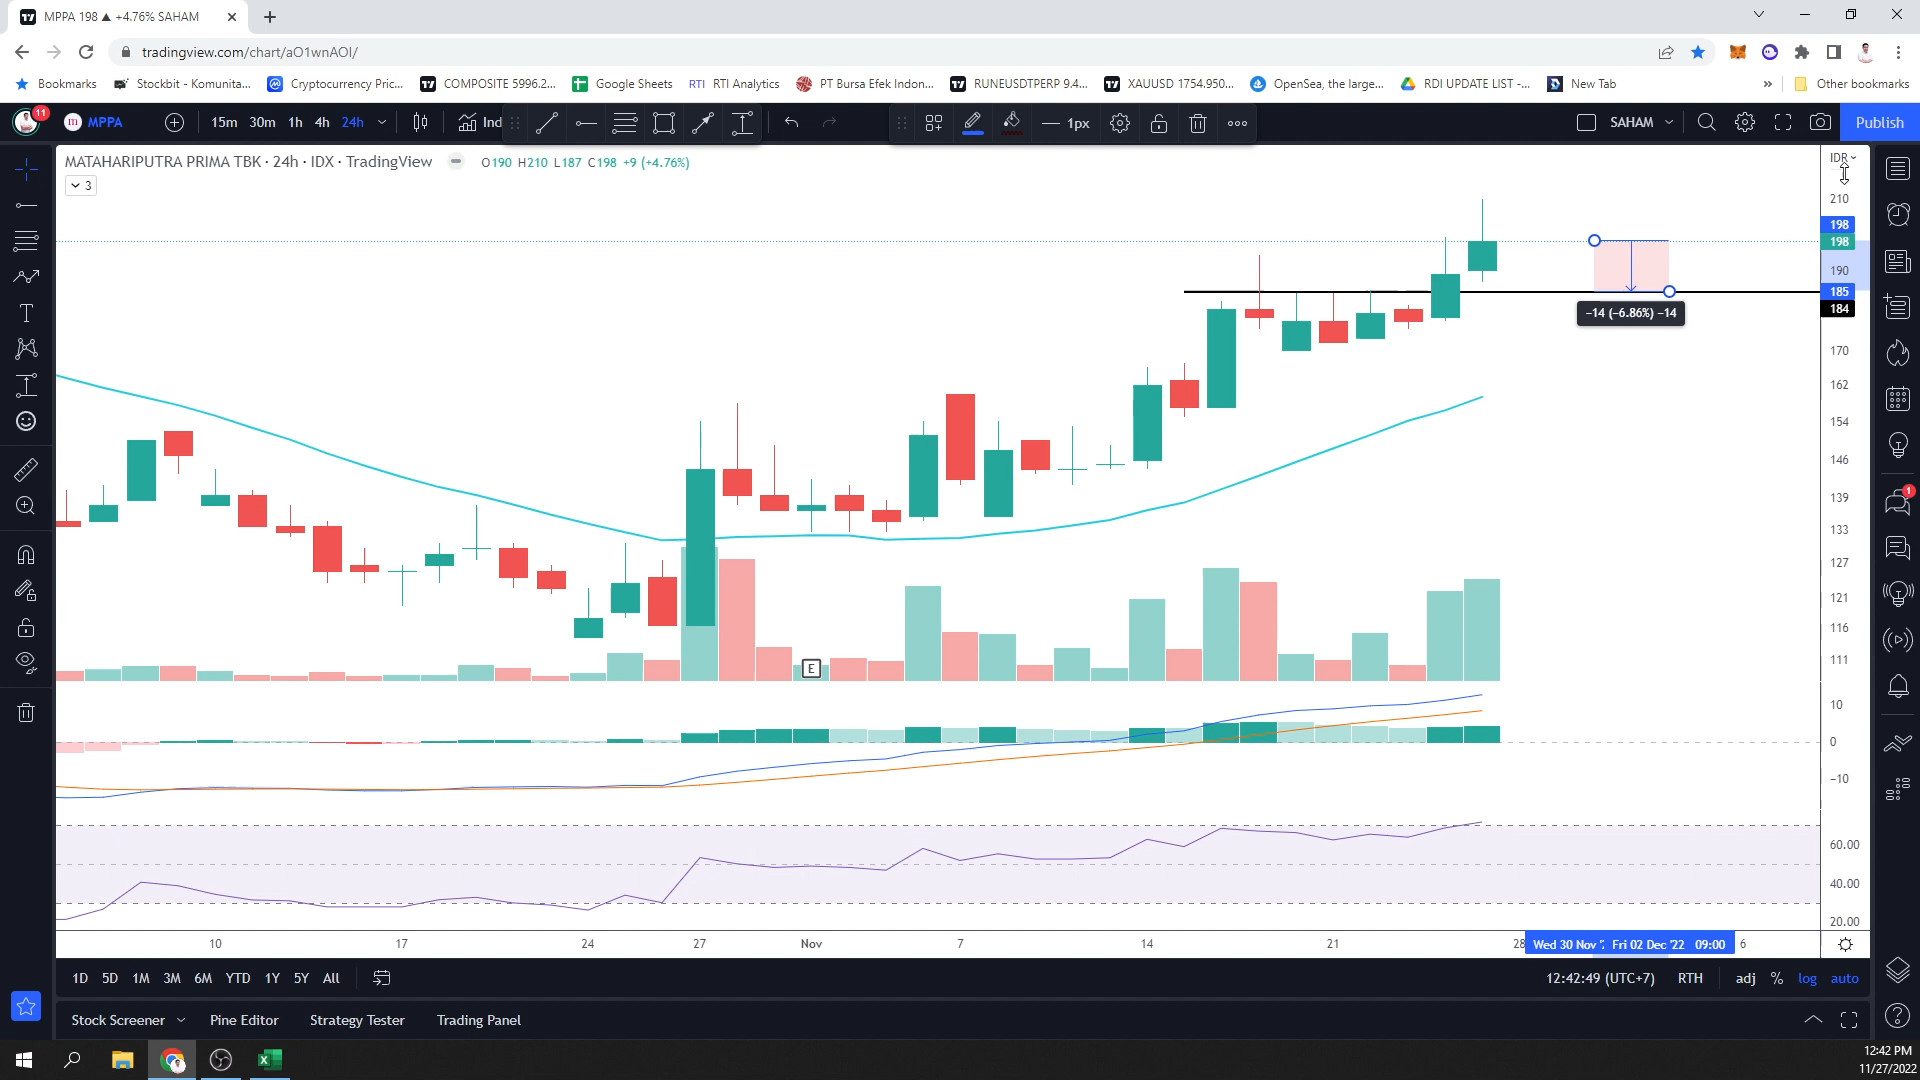 MPPA 198 ▲ +4.76% SAHAM
tradingview.com/chart/aO1wnAOI/
Bookmarks
Stockbit - Komunita...
Cryptocurrency Pric...
COMPOSITE 5996.2...
Google Sheets
RTI RTI Analytics
PT Bursa Efek Indon...
RUNEUSDTPERP 9.4...
XAUUSD 1754.950...
OpenSea, the large...
RDI UPDATE LIST -...
New Tab
»
Other bookmarks
11
m MPPA
15m 30m 1h 4h 24h
Ind
1px
SAHAM
Publish
MATAHARIPUTRA PRIMA TBK · 24h · IDX · TradingView
O190 H210 L187 C198 +9 (+4.76%)
3
IDR
210
198
198
190
185
184
170
162
154
146
139
133
127
121
116
111
10
0
−10
60.00
40.00
20.00
−14 (−6.86%) −14
E
1
10 17 24 27 Nov 7 14 21 28
Wed 30 Nov '2
Fri 02 Dec '22 09:00
6
1D 5D 1M 3M 6M YTD 1Y 5Y All
12:42:49 (UTC+7) RTH adj % log auto
Stock Screener Pine Editor Strategy Tester Trading Panel
12:42 PM
11/27/2022